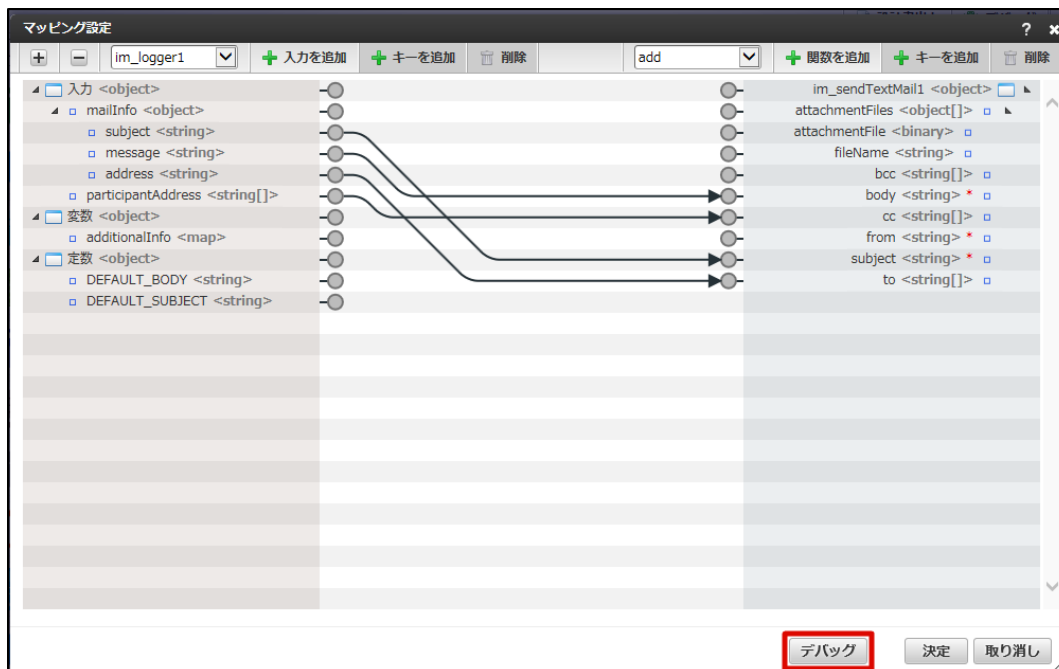 マッピング設定
?
im_logger1 入力を追加 キーを追加 削除 add 関数を追加 キーを追加 削除
入力 <object> im_sendTextMail1 <object>
mailInfo <object> attachmentFiles <object[]>
subject <string> attachmentFile <binary>
message <string> fileName <string>
address <string> bcc <string[]>
participantAddress <string[]> body <string> *
変数 <object> cc <string[]>
additionalInfo <map> from <string> *
定数 <object> subject <string> *
DEFAULT_BODY <string> to <string[]>
DEFAULT_SUBJECT <string>
デバッグ 決定 取り消し